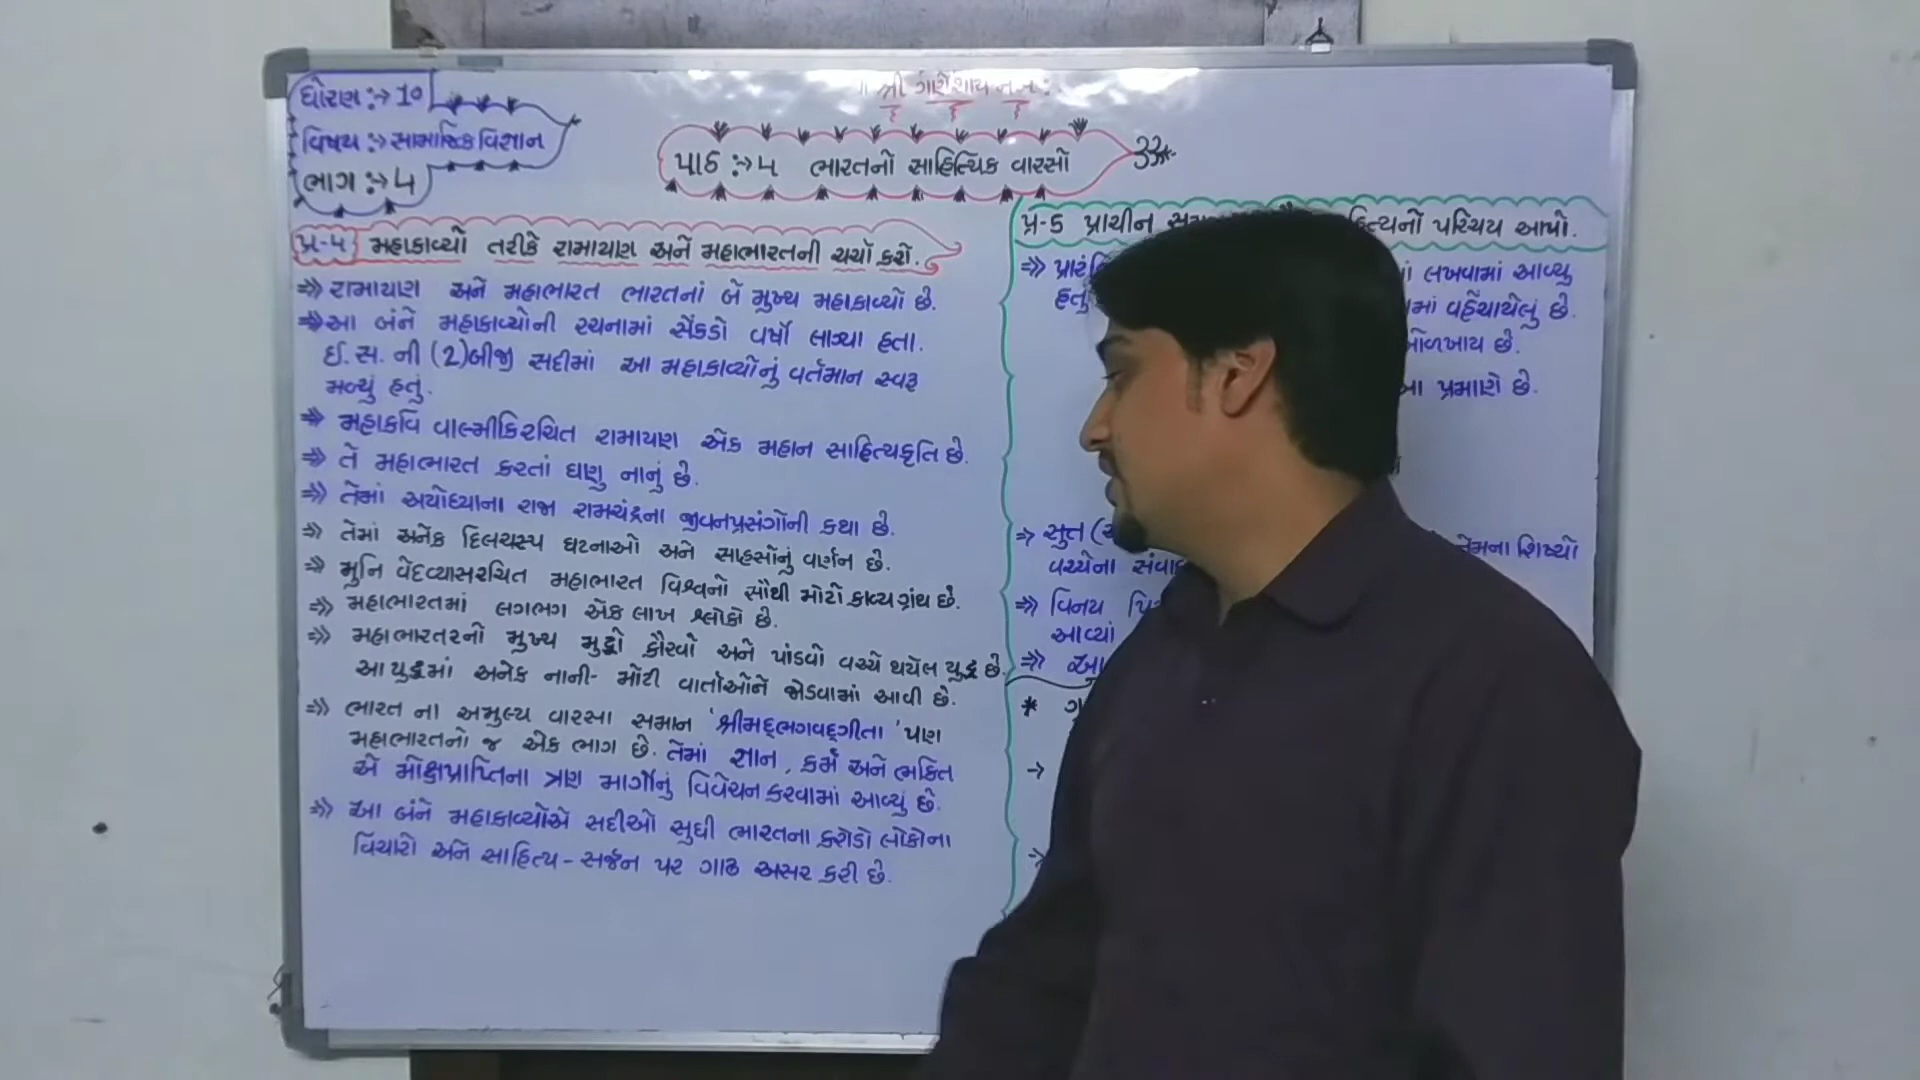 ધોરણ :→ 10
વિષય :→ સામાજિક વિજ્ઞાન
ભાગ :→ 4
શ્રી ગણેશાય નમઃ
પાઠ :→ 4 ભારતનો સાહિત્યિક વારસો
પ્ર-4 મહાકાવ્યો તરીકે રામાયણ અને મહાભારતની ચર્ચા કરો.
⇒» રામાયણ અને મહાભારત ભારતનાં બે મુખ્ય મહાકાવ્યો છે.
⇒» આ બંને મહાકાવ્યોની રચનામાં સેંકડો વર્ષો લાગ્યા હતા.
ઈ. સ. ની (2)બીજી સદીમાં આ મહાકાવ્યોનું વર્તમાન સ્વરૂ
મળ્યું હતું.
⇒» મહાકવિ વાલ્મીકિરચિત રામાયણ એક મહાન સાહિત્યકૃતિ છે.
⇒» તે મહાભારત કરતાં ઘણુ નાનું છે.
⇒» તેમાં અયોધ્યાના રાજા રામચંદ્રના જીવનપ્રસંગોની કથા છે.
⇒» તેમાં અનેક દિલચસ્પ ઘટનાઓ અને સાહસોનું વર્ણન છે.
⇒» મુનિ વેદવ્યાસરચિત મહાભારત વિશ્વનો સૌથી મોટો કાવ્યગ્રંથ છે.
⇒» મહાભારતમાં લગભગ એક લાખ શ્લોકો છે.
⇒» મહાભારતરનો મુખ્ય મુદ્દો કૌરવો અને પાંડવો વચ્ચે થયેલ યુદ્ધ છે.
આ યુદ્ધમાં અનેક નાની- મોટી વાર્તાઓને જોડવામાં આવી છે.
⇒» ભારત ના અમુલ્ય વારસા સમાન 'શ્રીમદ્ભગવદ્ગીતા' પણ
મહાભારતનો જ એક ભાગ છે. તેમાં જ્ઞાન, કર્મ અને ભક્તિ
એ મોક્ષપ્રાપ્તિના ત્રણ માર્ગોનું વિવેચન કરવામાં આવ્યું છે.
⇒» આ બંને મહાકાવ્યોએ સદીઓ સુધી ભારતના કરોડો લોકોના
વિચારો અને સાહિત્ય - સર્જન પર ગાઢ અસર કરી છે.
પ્ર-5 પ્રાચીન પરિચય આપો.
⇒» લખવામાં આવ્યુ
હતુ વહેંચાયેલું છે.
ઓળખાય છે.
આ પ્રમાણે છે.
⇒ સુત્ત તેમના શિષ્યો
વચ્ચેના
⇒» વિનય
આવ્યાં
⇒»
*
→
→